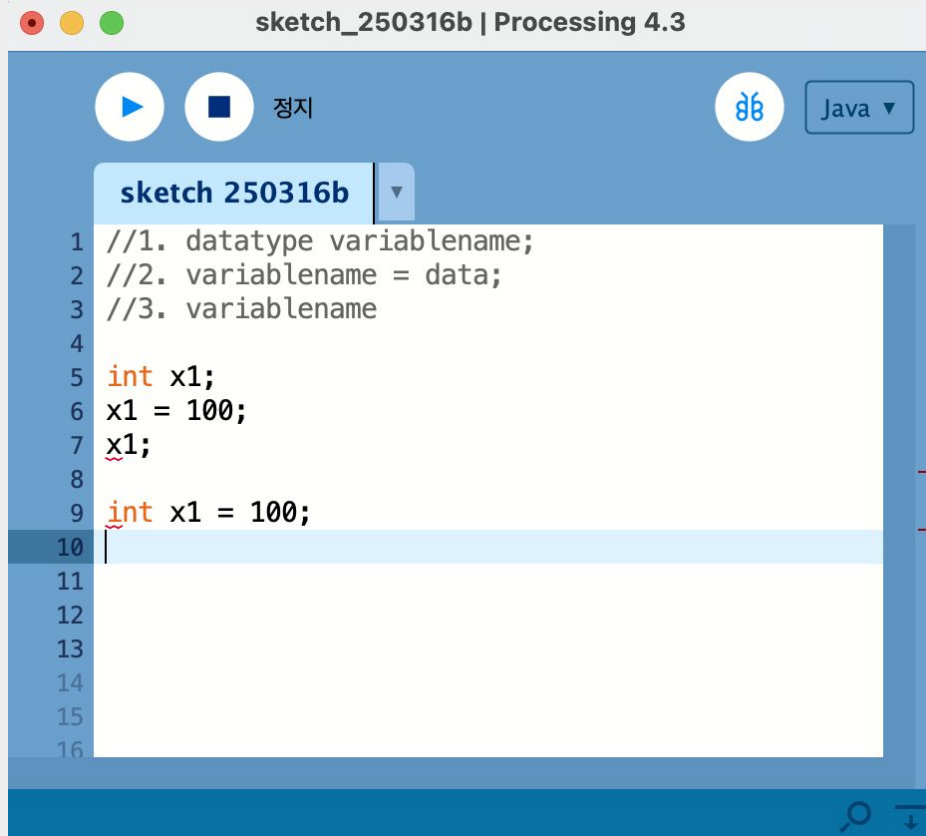 sketch_250316b | Processing 4.3
정지
Java ▼
sketch 250316b ▼
1 //1. datatype variablename;
2 //2. variablename = data;
3 //3. variablename
4
5 int x1;
6 x1 = 100;
7 x1;
8
9 int x1 = 100;
10
11
12
13
14
15
16